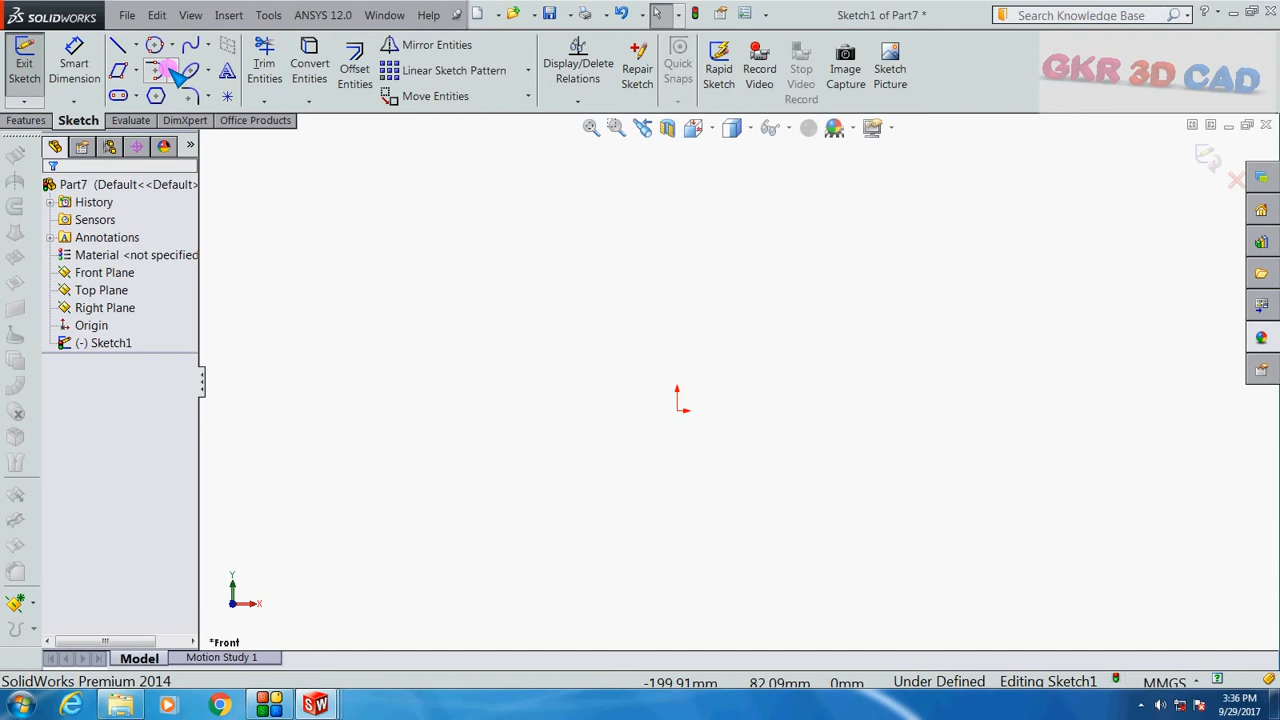 SOLIDWORKS File Edit View Insert Tools ANSYS 12.0 Window Help Sketch1 of Part7 * Search Knowledge Base ?
Exit Sketch
Smart Dimension
Trim Entities
Convert Entities
Offset Entities
Mirror Entities
Linear Sketch Pattern
Move Entities
Display/Delete Relations
Repair Sketch
Quick Snaps
Rapid Sketch
Record Video
Stop Video Record
Image Capture
Sketch Picture
GKR 3D CAD
Features Sketch Evaluate DimXpert Office Products
Part7 (Default<<Default>
History
Sensors
A Annotations
Material <not specified
Front Plane
Top Plane
Right Plane
Origin
(-) Sketch1
Y
X
*Front
Model Motion Study 1
SolidWorks Premium 2014 -199.91mm 82.09mm 0mm Under Defined Editing Sketch1 MMGS ?
SW
3:36 PM
9/29/2017